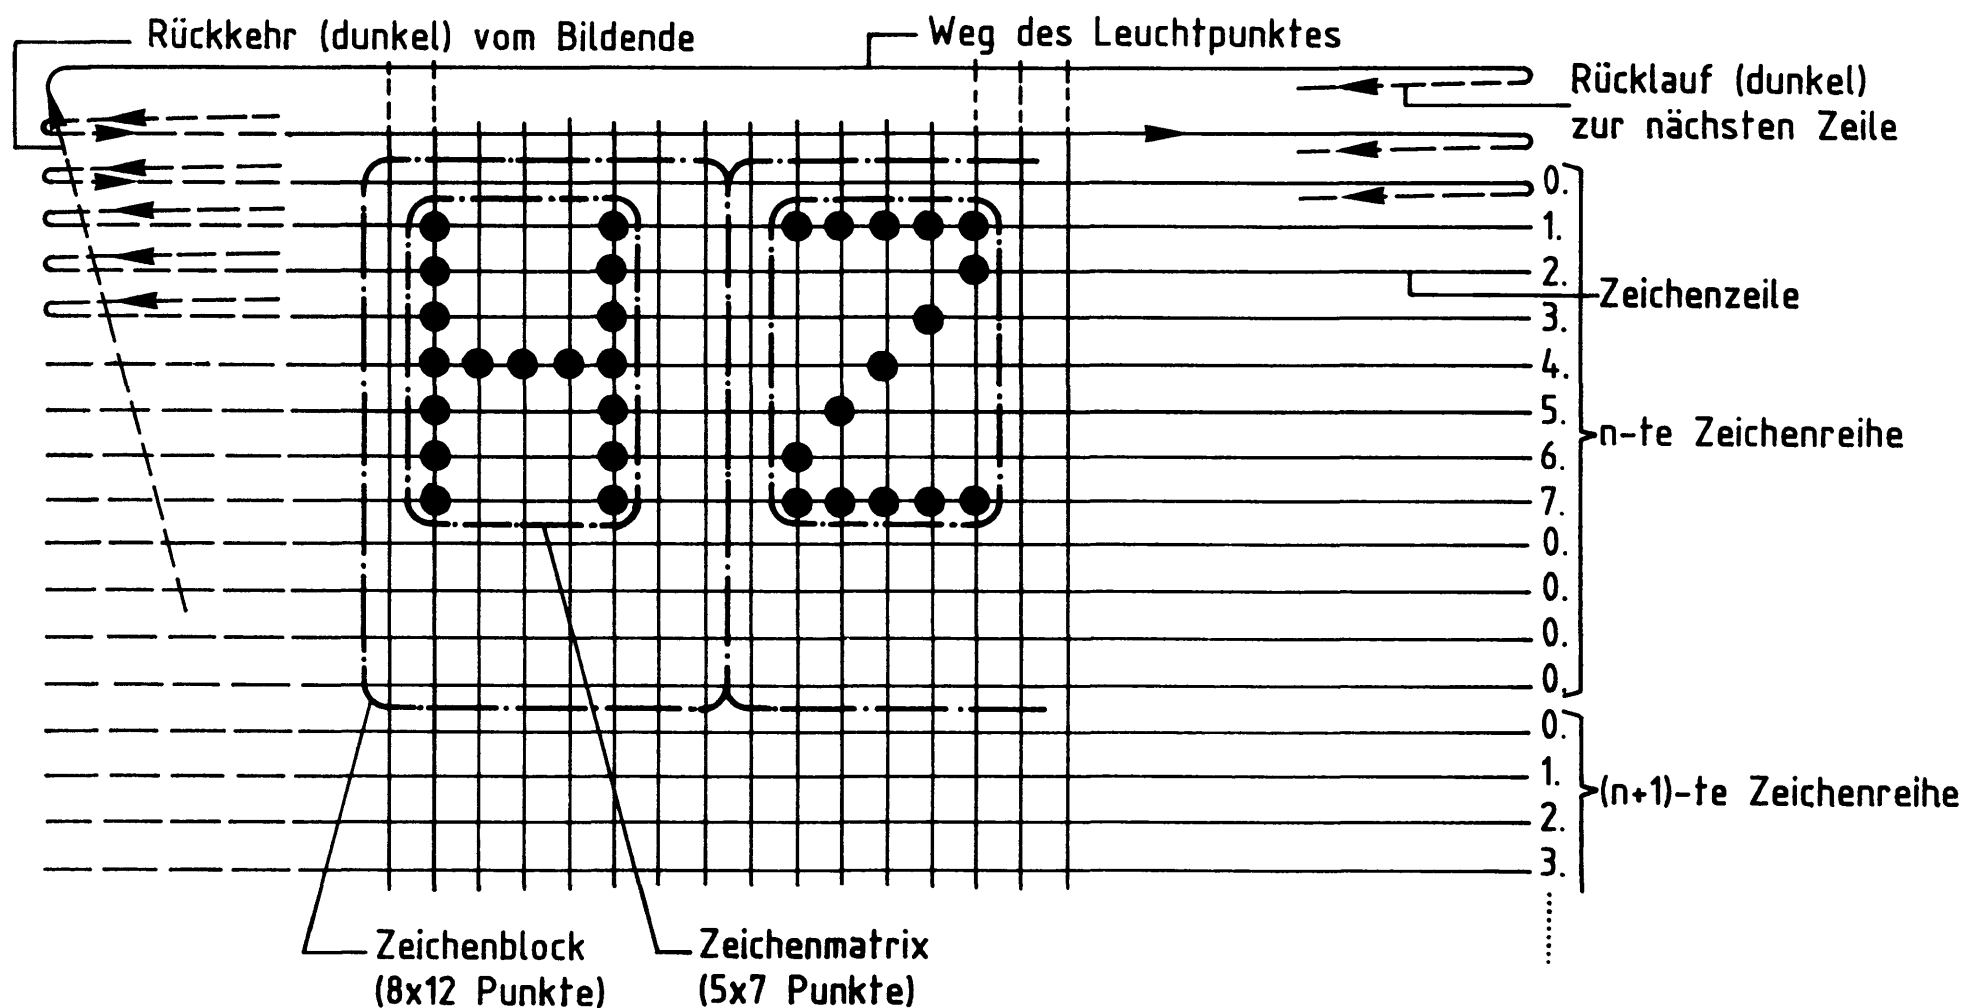 Rückkehr (dunkel) vom Bildende
Weg des Leuchtpunktes
Rücklauf (dunkel)
zur nächsten Zeile
0.
1.
2.
Zeichenzeile
3.
4.
5.
n-te Zeichenreihe
6.
7.
0.
0.
0.
0.
0.
1.
(n+1)-te Zeichenreihe
2.
3.
Zeichenblock
(8x12 Punkte)
Zeichenmatrix
(5x7 Punkte)